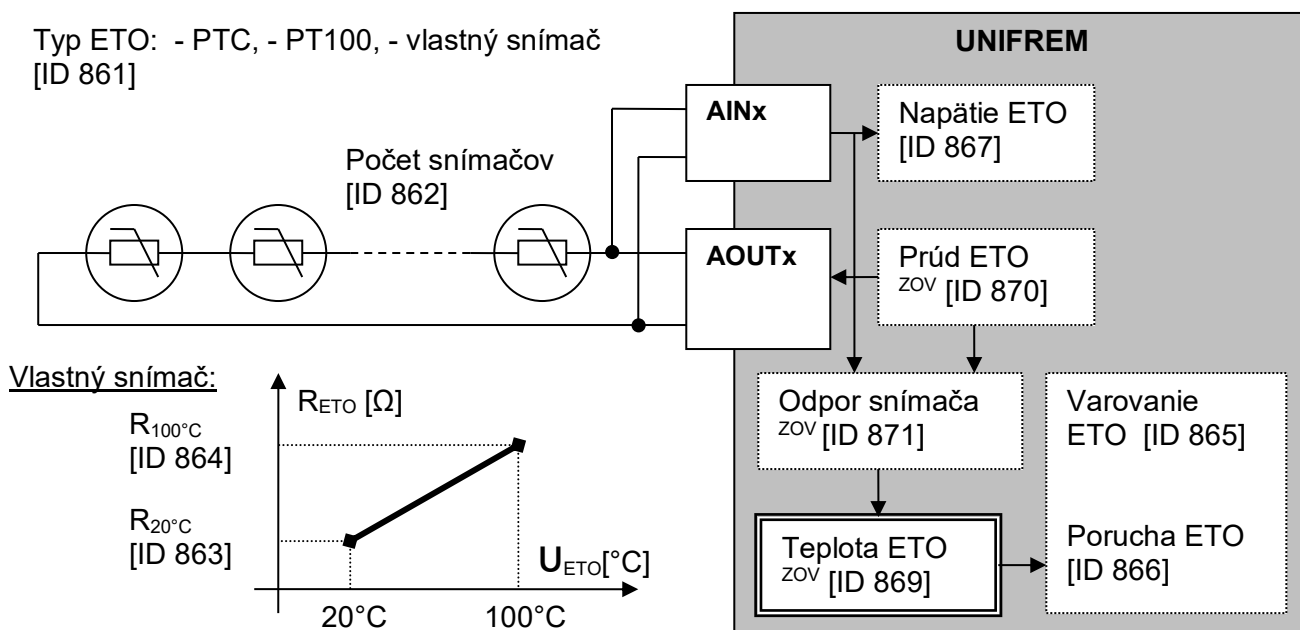 Typ ETO: - PTC, - PT100, - vlastný snímač
[ID 861]
UNIFREM
AINx
Napätie ETO
[ID 867]
Počet snímačov
[ID 862]
AOUTx
Prúd ETO
ZOV [ID 870]
Vlastný snímač:
RETO [Ω]
R100°C
[ID 864]
R20°C
[ID 863]
UETO[°C]
20°C
100°C
Odpor snímača
ZOV [ID 871]
Varovanie
ETO [ID 865]
Teplota ETO
ZOV [ID 869]
Porucha ETO
[ID 866]